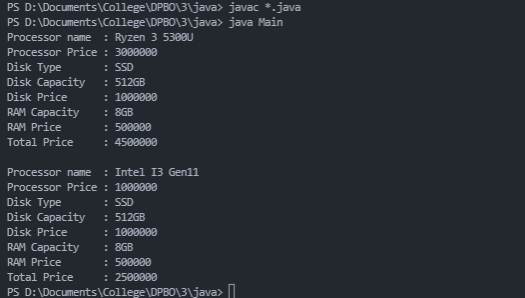 PS D:\Documents\College\DPBO\3\java> javac *.java
PS D:\Documents\College\DPBO\3\java> java Main
Processor name  : Ryzen 3 5300U
Processor Price : 3000000
Disk Type       : SSD
Disk Capacity   : 512GB
Disk Price      : 1000000
RAM Capacity    : 8GB
RAM Price       : 500000
Total Price     : 4500000

Processor name  : Intel I3 Gen11
Processor Price : 1000000
Disk Type       : SSD
Disk Capacity   : 512GB
Disk Price      : 1000000
RAM Capacity    : 8GB
RAM Price       : 500000
Total Price     : 2500000
PS D:\Documents\College\DPBO\3\java>